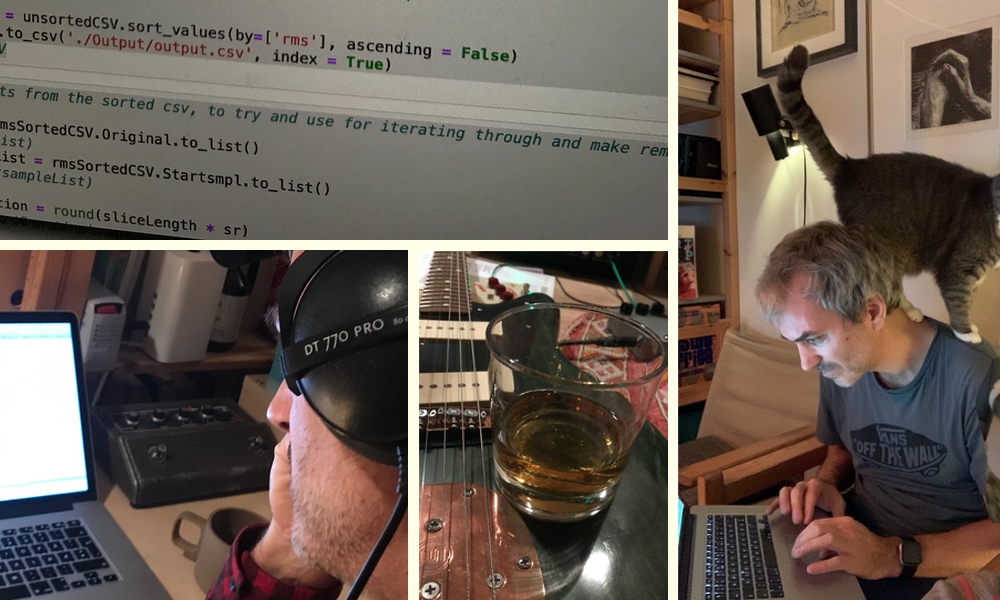 = unsortedCSV.sort_values(by=['rms'], ascending = False)
.to_csv('./Output/output.csv', index = True)
V
ts from the sorted csv, to try and use for iterating through and make rem
msSortedCSV.Original.to_list()
ist)
ist = rmsSortedCSV.Startsmpl.to_list()
sampleList)
tion = round(sliceLength * sr)
DT 770 PRO 80
VANS
"OFF THE WALL"